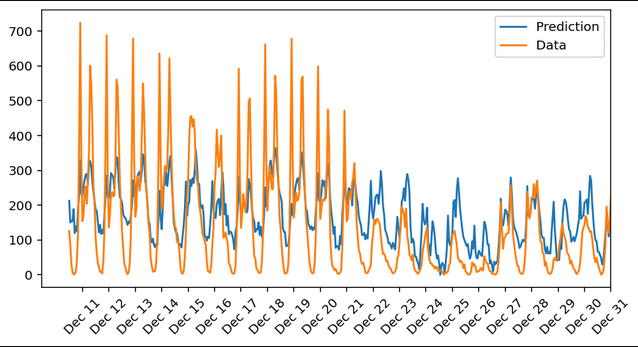 700
600
500
400
300
200
100
0
Prediction
Data
Dec 11
Dec 12
Dec 13
Dec 14
Dec 15
Dec 16
Dec 17
Dec 18
Dec 19
Dec 20
Dec 21
Dec 22
Dec 23
Dec 24
Dec 25
Dec 26
Dec 27
Dec 28
Dec 29
Dec 30
Dec 31